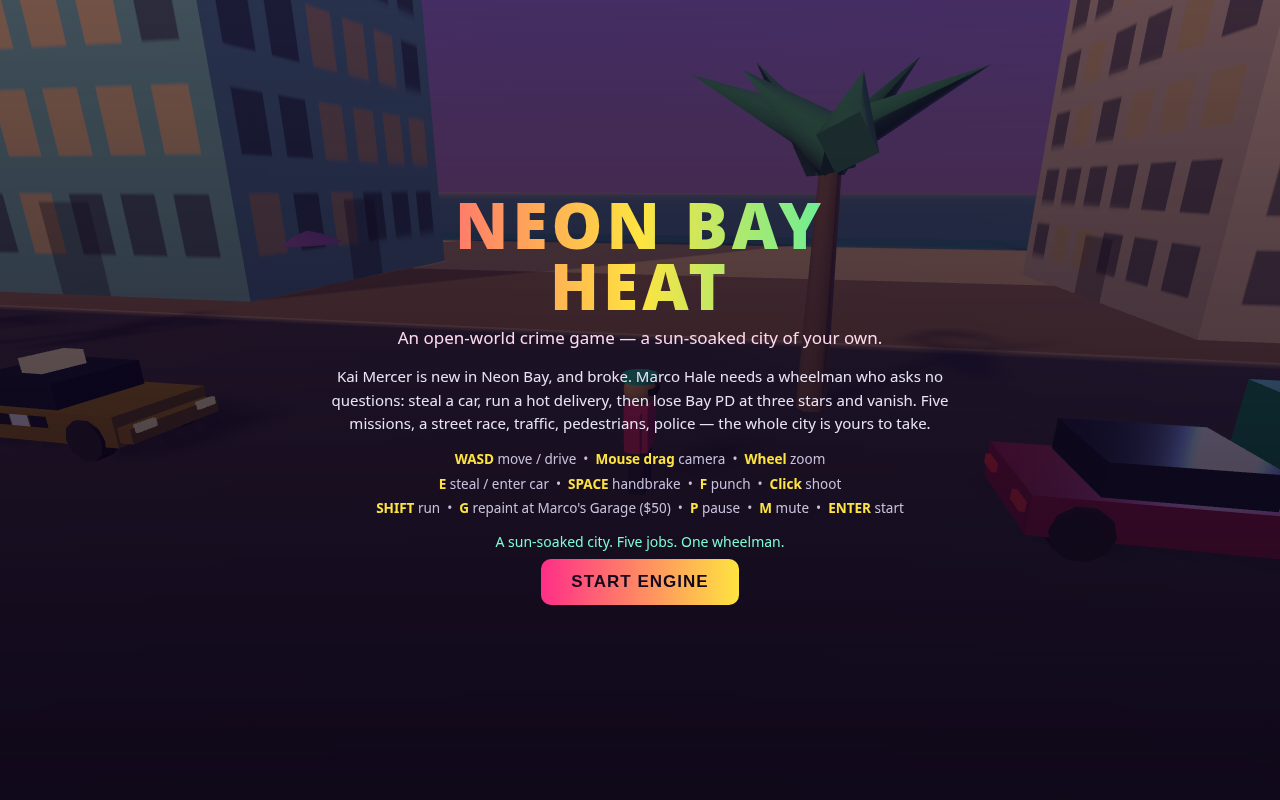 NEON BAY
HEAT
An open-world crime game — a sun-soaked city of your own.
Kai Mercer is new in Neon Bay, and broke. Marco Hale needs a wheelman who asks no
questions: steal a car, run a hot delivery, then lose Bay PD at three stars and vanish. Five
missions, a street race, traffic, pedestrians, police — the whole city is yours to take.
WASD move / drive • Mouse drag camera • Wheel zoom
E steal / enter car • SPACE handbrake • F punch • Click shoot
SHIFT run • G repaint at Marco's Garage ($50) • P pause • M mute • ENTER start
A sun-soaked city. Five jobs. One wheelman.
START ENGINE